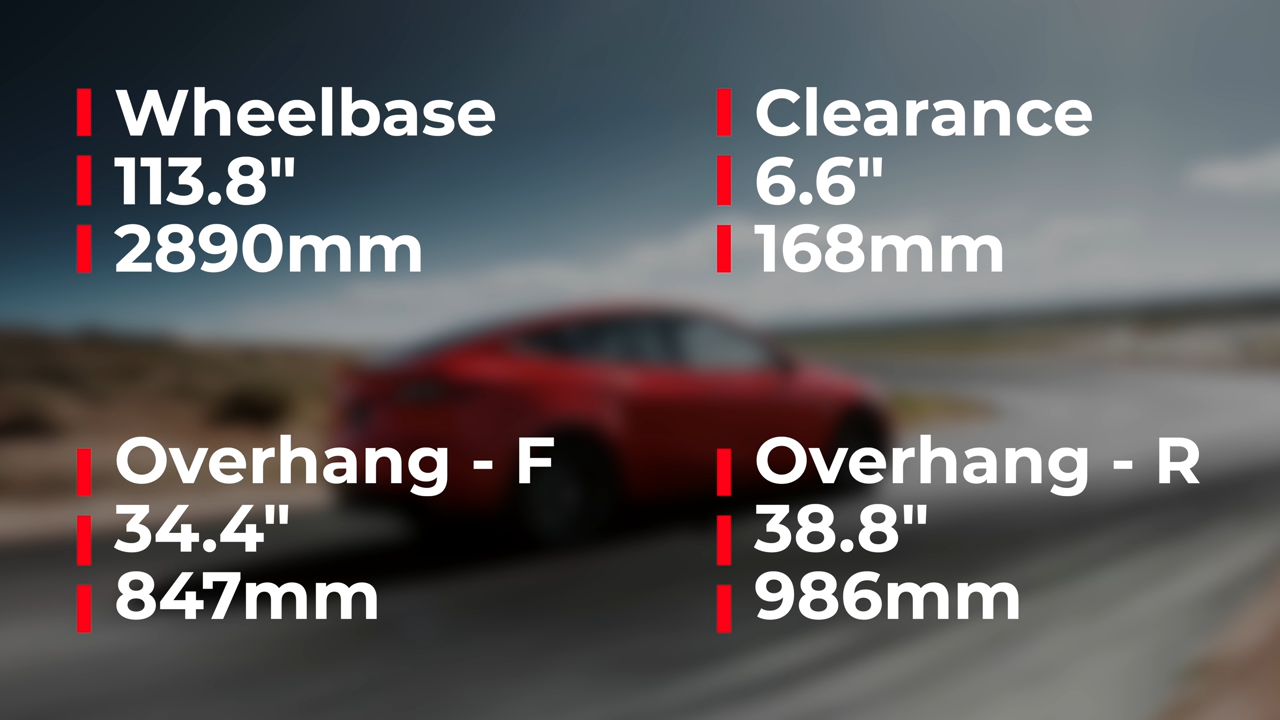 Wheelbase
113.8"
2890mm
Clearance
6.6"
168mm
Overhang - F
34.4"
847mm
Overhang - R
38.8"
986mm